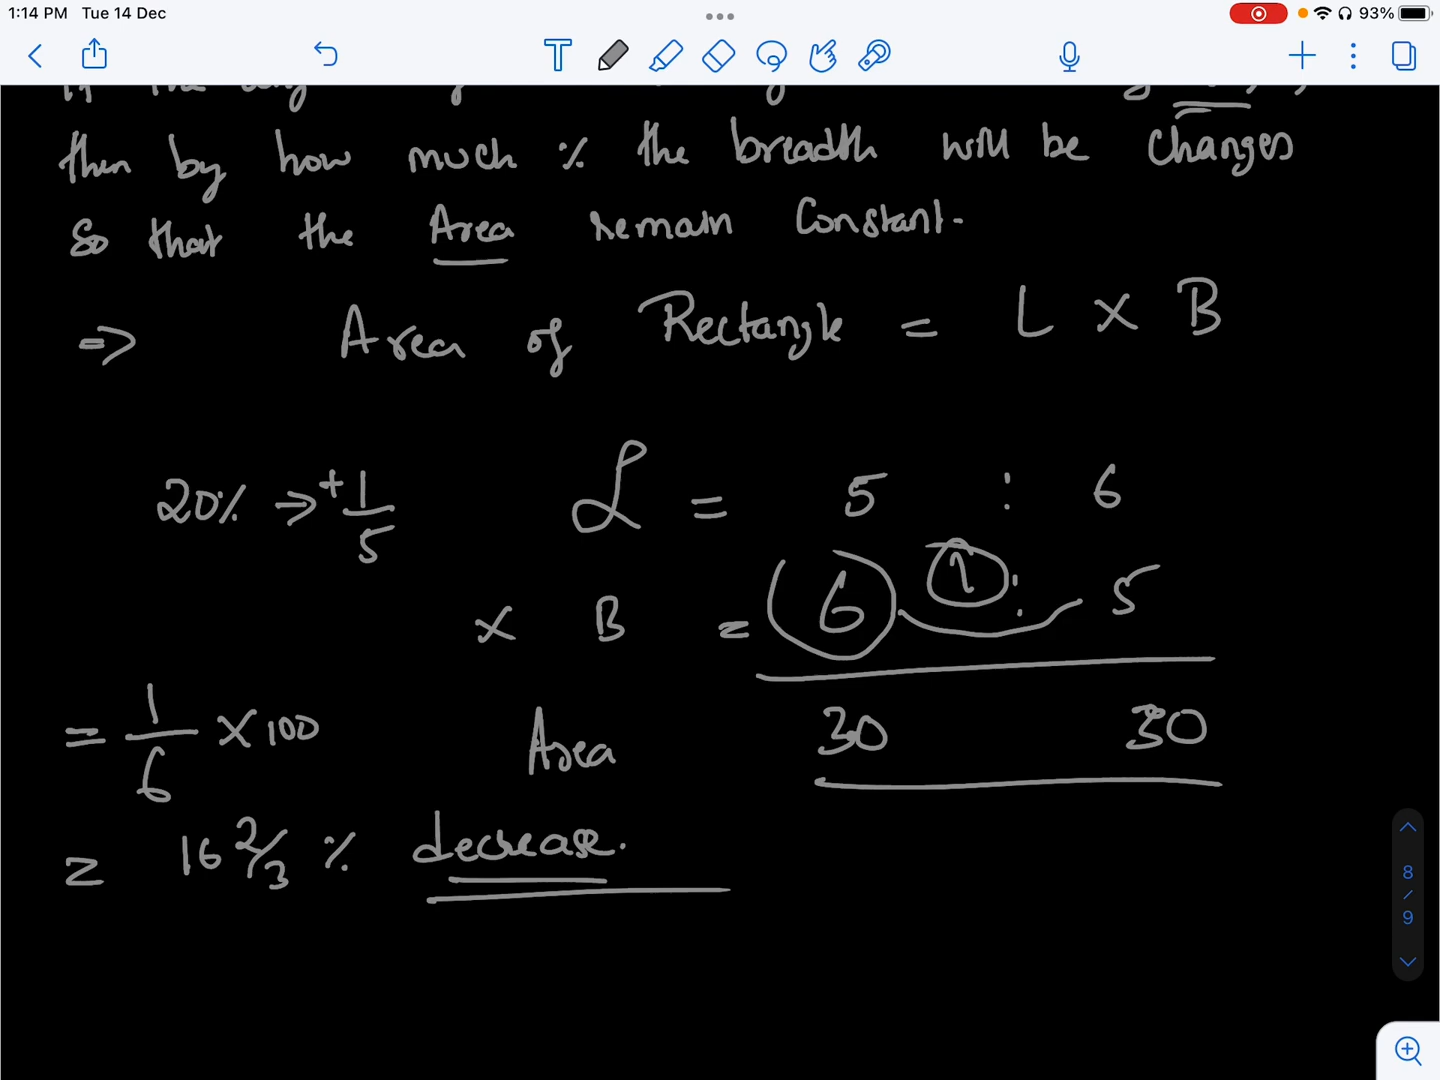 1:14 PM Tue 14 Dec 93%
then by how much % the breadth will be changes
So that the Area remain Constant.
=> Area of Rectangle = L x B
20% => +1/5 L = 5 : 6
x B = 6 1 : 5
= 1/6 x 100 Area 30 30
= 16 2/3 % decrease.
8 / 9